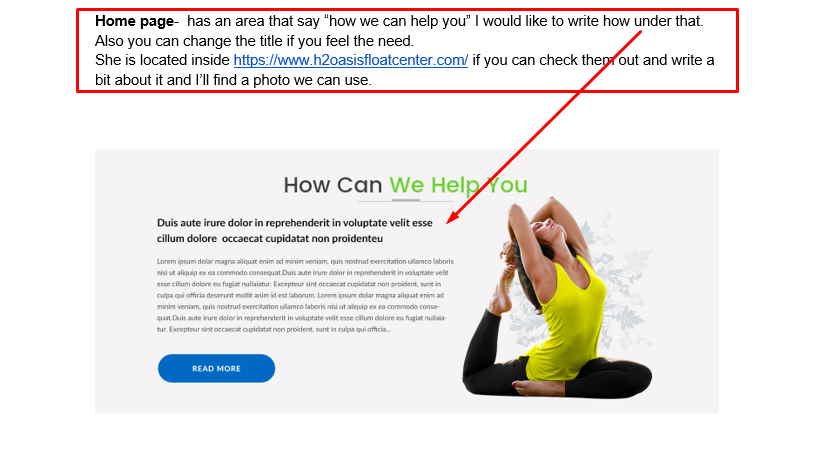 Home page-  has an area that say “how we can help you” I would like to write how under that.
Also you can change the title if you feel the need.
She is located inside https://www.h2oasisfloatcenter.com/ if you can check them out and write a
bit about it and I’ll find a photo we can use.
How Can We Help You
Duis aute irure dolor in reprehenderit in voluptate velit esse
cillum dolore  occaecat cupidatat non proidenteu
Lorem ipsum dolor magna aliquat enim ad minim veniam, quis nostrud exercitation ullamco laboris
nisi ut aliquip ex ea commodo consequat.Duis aute irure dolor in reprehenderit in voluptate velit
esse cillum dolore eu fugiat nullaiatur. Excepteur sint occaecat cupidatat non proident, sunt in
culpa qui officia deserunt mollit anim id est laborum. Lorem ipsum dolor magna aliquat enim ad
minim veniam, quis nostrud exercitation ullamco laboris nisi ut aliquip ex ea commodo conse-
quat.Duis aute irure dolor in reprehenderit in voluptate velit esse cillum dolore eu fugiat nullaia-
tur. Excepteur sint occaecat cupidatat non proident, sunt in culpa qui officia...
READ MORE